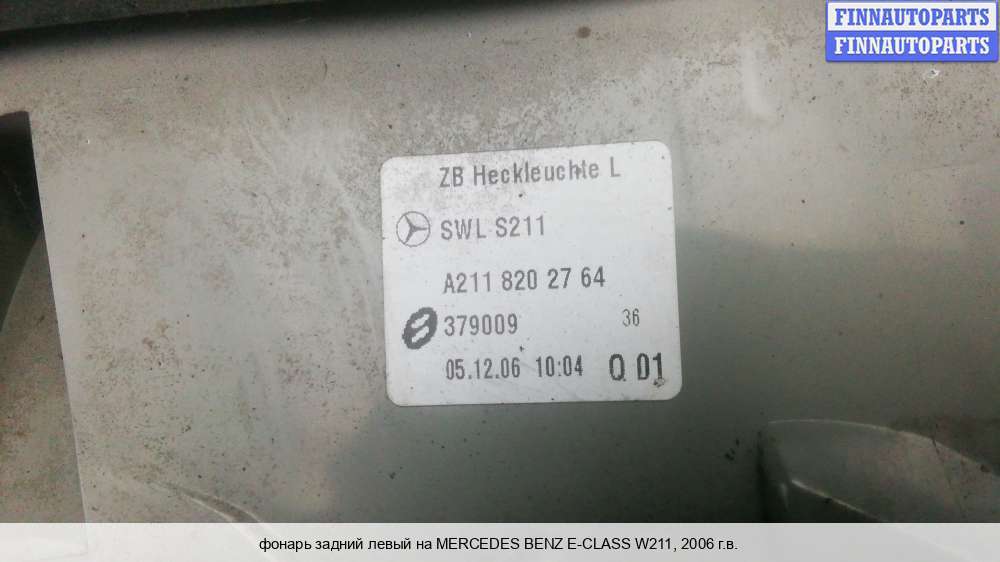 FINNAUTOPARTS
FINNAUTOPARTS
ZB Heckleuchte L
SWL S211
A211 820 27 64
379009 36
05.12.06 10:04 Q D1
фонарь задний левый на MERCEDES BENZ E-CLASS W211, 2006 г.в.